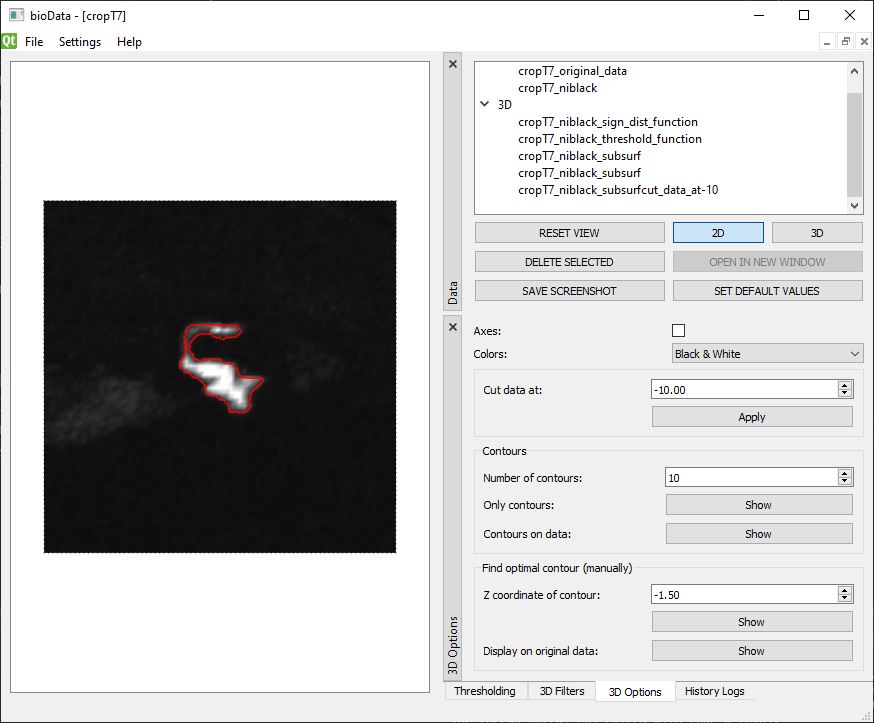 bioData - [cropT7]
Qt File Settings Help
cropT7_original_data
cropT7_niblack
3D
cropT7_niblack_sign_dist_function
cropT7_niblack_threshold_function
cropT7_niblack_subsurf
cropT7_niblack_subsurf
cropT7_niblack_subsurfcut_data_at-10
Data
RESET VIEW 2D 3D
DELETE SELECTED OPEN IN NEW WINDOW
SAVE SCREENSHOT SET DEFAULT VALUES
3D Options
Axes:
Colors: Black & White
Cut data at: -10.00
Apply
Contours
Number of contours: 10
Only contours: Show
Contours on data: Show
Find optimal contour (manually)
Z coordinate of contour: -1.50
Show
Display on original data: Show
Thresholding 3D Filters 3D Options History Logs